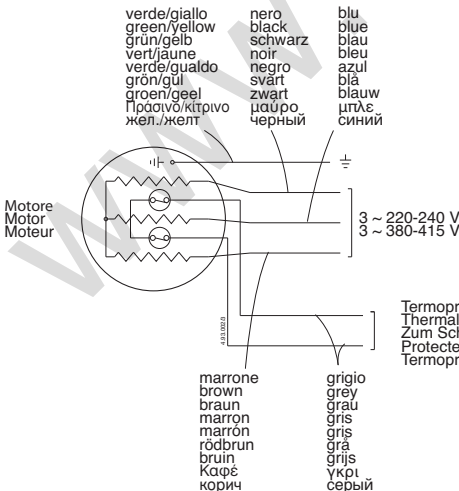 verde/giallo
green/yellow
grün/gelb
vert/jaune
verde/gualdo
grön/gul
groen/geel
Πράσινο/κίτρινο
жел./желт
nero
black
schwarz
noir
negro
svart
zwart
μαύρο
черный
blu
blue
blau
bleu
azul
blå
blauw
μπλε
синий
Motore
Motor
Moteur
3 ~ 220-240 V
3 ~ 380-415 V
Termopr
Thermal
Zum Sch
Protecte
Termopr
marrone
brown
braun
marron
marrón
rödbrun
bruin
Καφέ
корич
grigio
grey
grau
gris
gris
grå
grijs
γκρι
серый